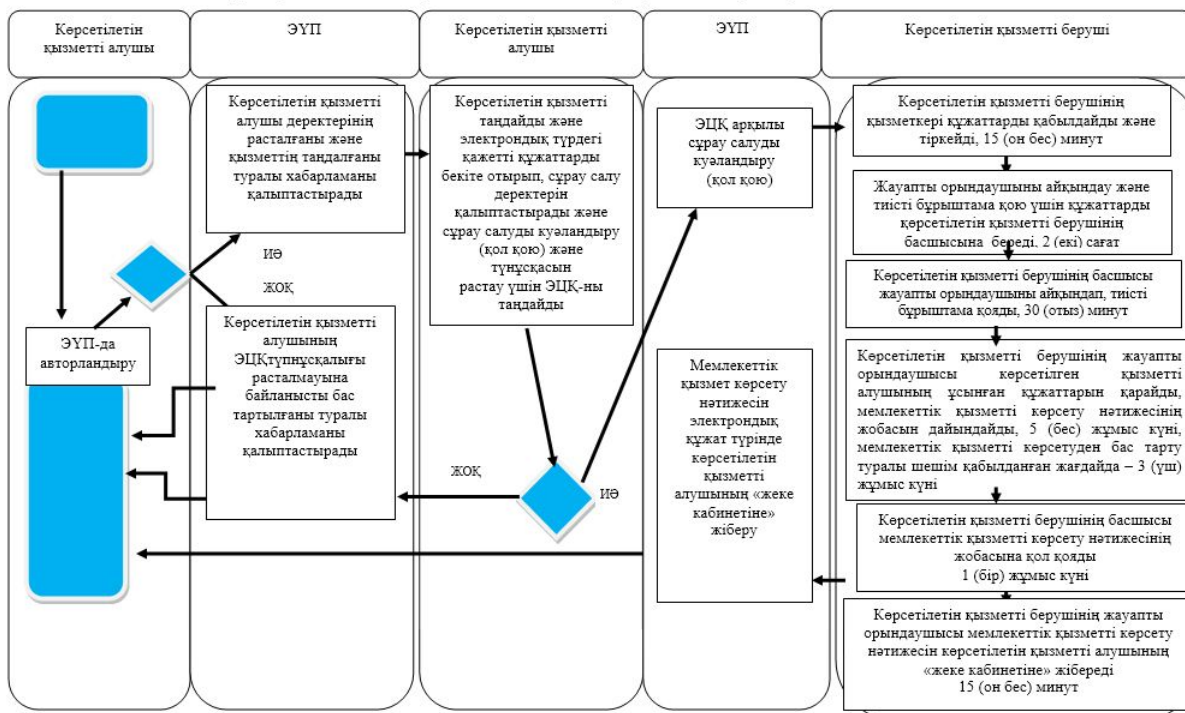 Көрсетілетін
қызметті алушы
ЭҮП
Көрсетілетін қызметті
алушы
ЭҮП
Көрсетілетін қызметті беруші
ЭҮП-да
авторландыру
Көрсетілетін қызметті
алушы деректерінің
расталғаны және
қызметтің таңдалғаны
туралы хабарламаны
қалыптастырады
ИӘ
ЖОҚ
Көрсетілетін қызметті
алушының
ЭЦҚтүпнұсқалығы
расталмауына
байланысты бас
тартылғаны туралы
хабарламаны
қалыптастырады
Көрсетілетін қызметті
таңдайды және
электрондық түрдегі
қажетті құжаттарды
бекіте отырып, сұрау салу
деректерін
қалыптастырады және
сұрау салуды куәландыру
(қол қою) және
түнұсқасын
растау үшін ЭЦҚ-ны
таңдайды
ЖОҚ
ИӘ
ЭЦҚ арқылы
сұрау салуды
куәландыру
(қол қою)
Мемлекеттік
қызмет көрсету
нәтижесін
электрондық
құжат түрінде
көрсетілетін
қызметті
алушының «жеке
кабинетіне»
жіберу
Көрсетілетін қызметті берушінің
қызметкері құжаттарды қабылдайды және
тіркейді, 15 (он бес) минут
Жауапты орындаушыны айқындау және
тиісті бұрыштама қою үшін құжаттарды
қөрсетілетін қызметті берушінің
басшысына береді, 2 (екі) сағат
Көрсетілетін қызметті берушінің басшысы
жауапты орындаушыны айқындап, тиісті
бұрыштама қояды, 30 (отыз) минут
Көрсетілетін қызметті берушінің жауапты
орындаушысы көрсетілген қызметті
алушының ұсынған құжаттарын қарайды,
мемлекеттік қызметті көрсету нәтижесінің
жобасын дайындайды, 5 (бес) жұмыс күні,
мемлекеттік қызметті көрсетуден бас тарту
туралы шешім қабылданған жағдайда – 3 (үш)
жұмыс күні
Көрсетілетін қызметті берушінің басшысы
мемлекеттік қызметті көрсету нәтижесінің
жобасына қол қояды
1 (бір) жұмыс күні
Көрсетілетін қызметті берушінің жауапты
орындаушысы мемлекеттік қызметті көрсету
нәтижесін көрсетілетін қызметті алушының
«жеке кабинетіне» жібереді
15 (он бес) минут